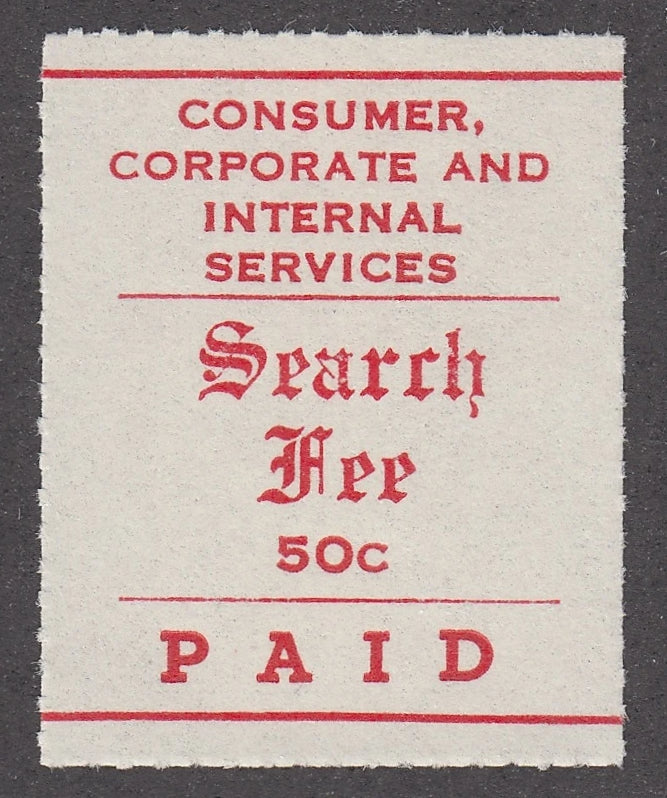 CONSUMER,
CORPORATE AND
INTERNAL
SERVICES
Search
Fee
50c
PAID